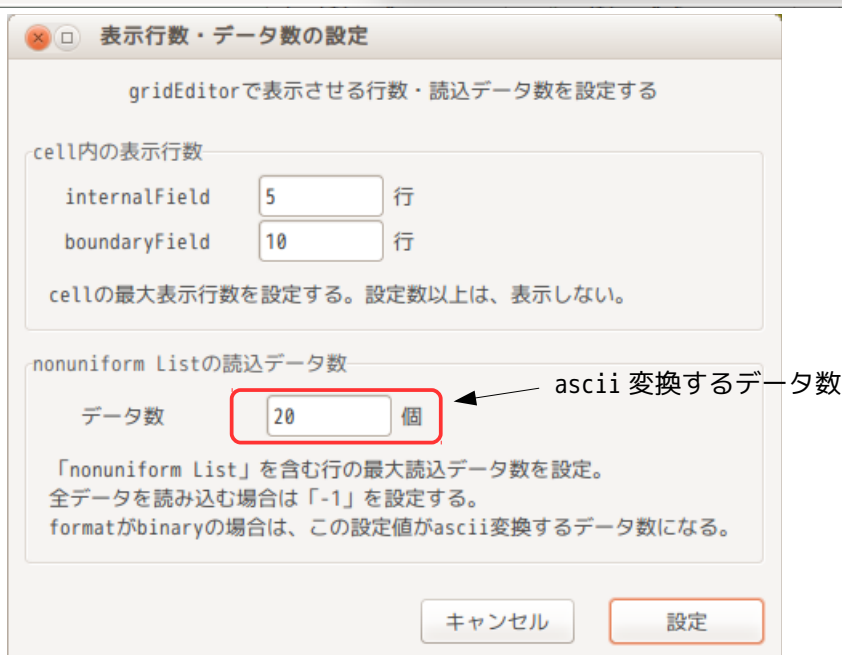 表示行数・データ数の設定
gridEditorで表示させる行数・読込データ数を設定する
cell内の表示行数
internalField 5 行
boundaryField 10 行
cellの最大表示行数を設定する。設定数以上は、表示しない。
nonuniform Listの読込データ数
ascii 変換するデータ数
データ数 20 個
「nonuniform List」を含む行の最大読込データ数を設定。
全データを読み込む場合は「-1」を設定する。
formatがbinaryの場合は、この設定値がascii変換するデータ数になる。
キャンセル 設定